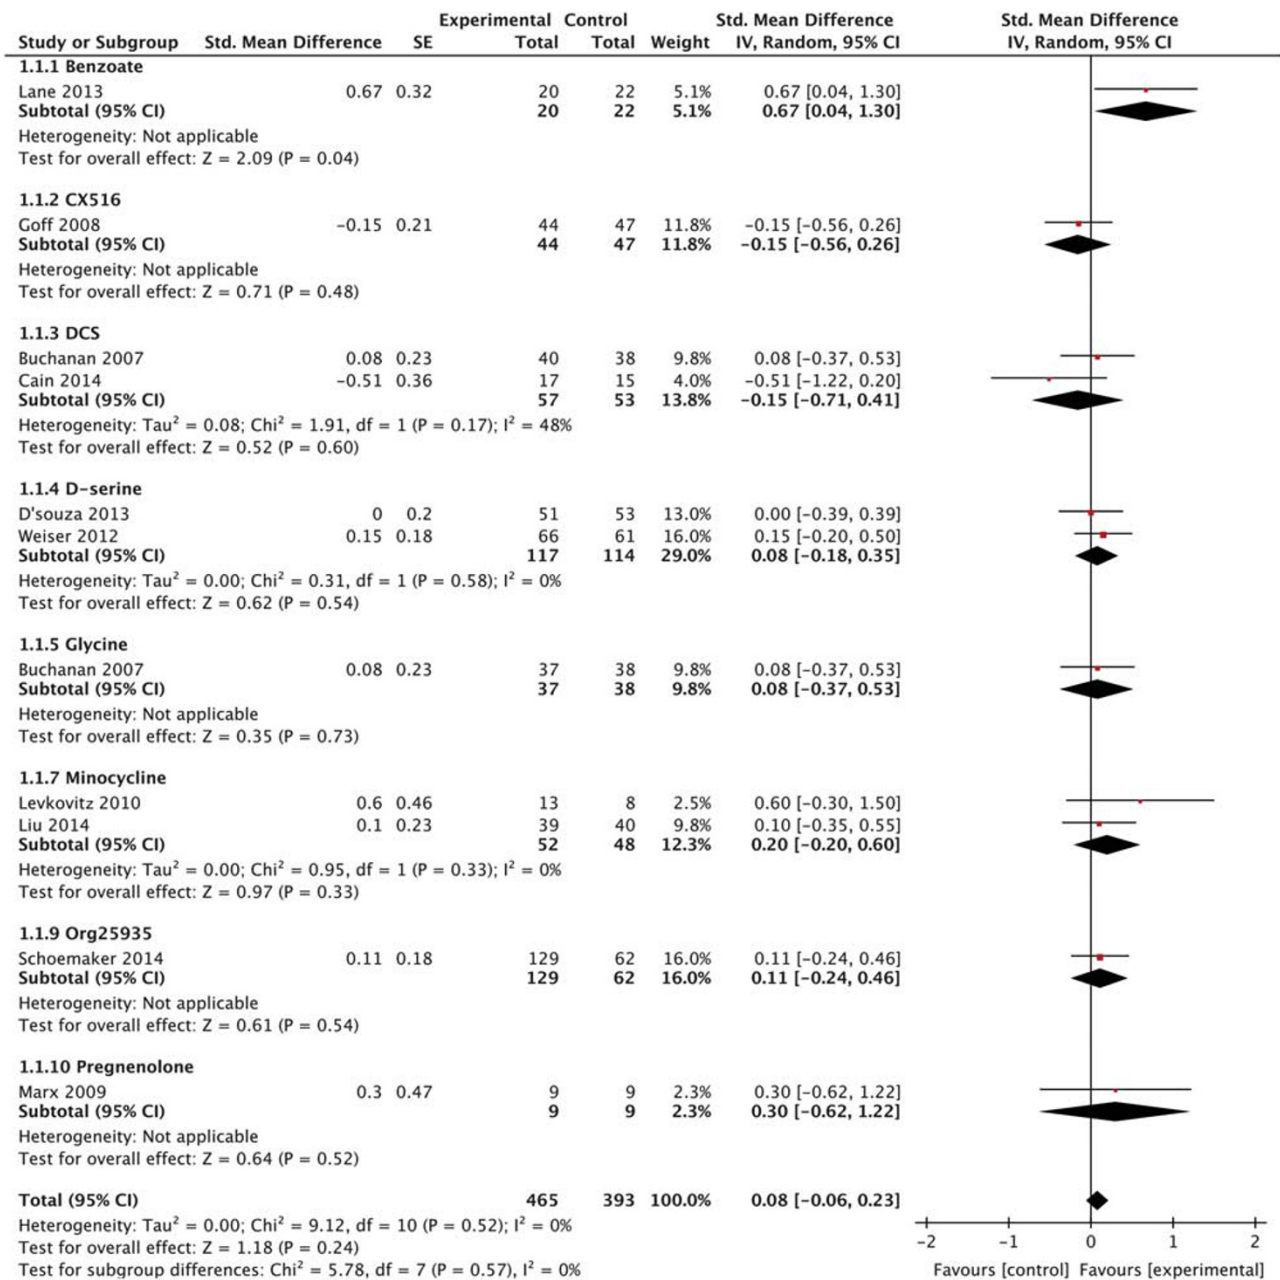 Experimental Control Std. Mean Difference Std. Mean Difference
Study or Subgroup Std. Mean Difference SE Total Total Weight IV, Random, 95% CI IV, Random, 95% CI
1.1.1 Benzoate
Lane 2013 0.67 0.32 20 22 5.1% 0.67 [0.04, 1.30]
Subtotal (95% CI) 20 22 5.1% 0.67 [0.04, 1.30]
Heterogeneity: Not applicable
Test for overall effect: Z = 2.09 (P = 0.04)
1.1.2 CX516
Goff 2008 −0.15 0.21 44 47 11.8% −0.15 [−0.56, 0.26]
Subtotal (95% CI) 44 47 11.8% −0.15 [−0.56, 0.26]
Heterogeneity: Not applicable
Test for overall effect: Z = 0.71 (P = 0.48)
1.1.3 DCS
Buchanan 2007 0.08 0.23 40 38 9.8% 0.08 [−0.37, 0.53]
Cain 2014 −0.51 0.36 17 15 4.0% −0.51 [−1.22, 0.20]
Subtotal (95% CI) 57 53 13.8% −0.15 [−0.71, 0.41]
Heterogeneity: Tau² = 0.08; Chi² = 1.91, df = 1 (P = 0.17); I² = 48%
Test for overall effect: Z = 0.52 (P = 0.60)
1.1.4 D−serine
D'souza 2013 0 0.2 51 53 13.0% 0.00 [−0.39, 0.39]
Weiser 2012 0.15 0.18 66 61 16.0% 0.15 [−0.20, 0.50]
Subtotal (95% CI) 117 114 29.0% 0.08 [−0.18, 0.35]
Heterogeneity: Tau² = 0.00; Chi² = 0.31, df = 1 (P = 0.58); I² = 0%
Test for overall effect: Z = 0.62 (P = 0.54)
1.1.5 Glycine
Buchanan 2007 0.08 0.23 37 38 9.8% 0.08 [−0.37, 0.53]
Subtotal (95% CI) 37 38 9.8% 0.08 [−0.37, 0.53]
Heterogeneity: Not applicable
Test for overall effect: Z = 0.35 (P = 0.73)
1.1.7 Minocycline
Levkovitz 2010 0.6 0.46 13 8 2.5% 0.60 [−0.30, 1.50]
Liu 2014 0.1 0.23 39 40 9.8% 0.10 [−0.35, 0.55]
Subtotal (95% CI) 52 48 12.3% 0.20 [−0.20, 0.60]
Heterogeneity: Tau² = 0.00; Chi² = 0.95, df = 1 (P = 0.33); I² = 0%
Test for overall effect: Z = 0.97 (P = 0.33)
1.1.9 Org25935
Schoemaker 2014 0.11 0.18 129 62 16.0% 0.11 [−0.24, 0.46]
Subtotal (95% CI) 129 62 16.0% 0.11 [−0.24, 0.46]
Heterogeneity: Not applicable
Test for overall effect: Z = 0.61 (P = 0.54)
1.1.10 Pregnenolone
Marx 2009 0.3 0.47 9 9 2.3% 0.30 [−0.62, 1.22]
Subtotal (95% CI) 9 9 2.3% 0.30 [−0.62, 1.22]
Heterogeneity: Not applicable
Test for overall effect: Z = 0.64 (P = 0.52)
Total (95% CI) 465 393 100.0% 0.08 [−0.06, 0.23]
Heterogeneity: Tau² = 0.00; Chi² = 9.12, df = 10 (P = 0.52); I² = 0%
Test for overall effect: Z = 1.18 (P = 0.24)
Test for subgroup differences: Chi² = 5.78, df = 7 (P = 0.57), I² = 0%
−2 −1 0 1 2
Favours [control] Favours [experimental]